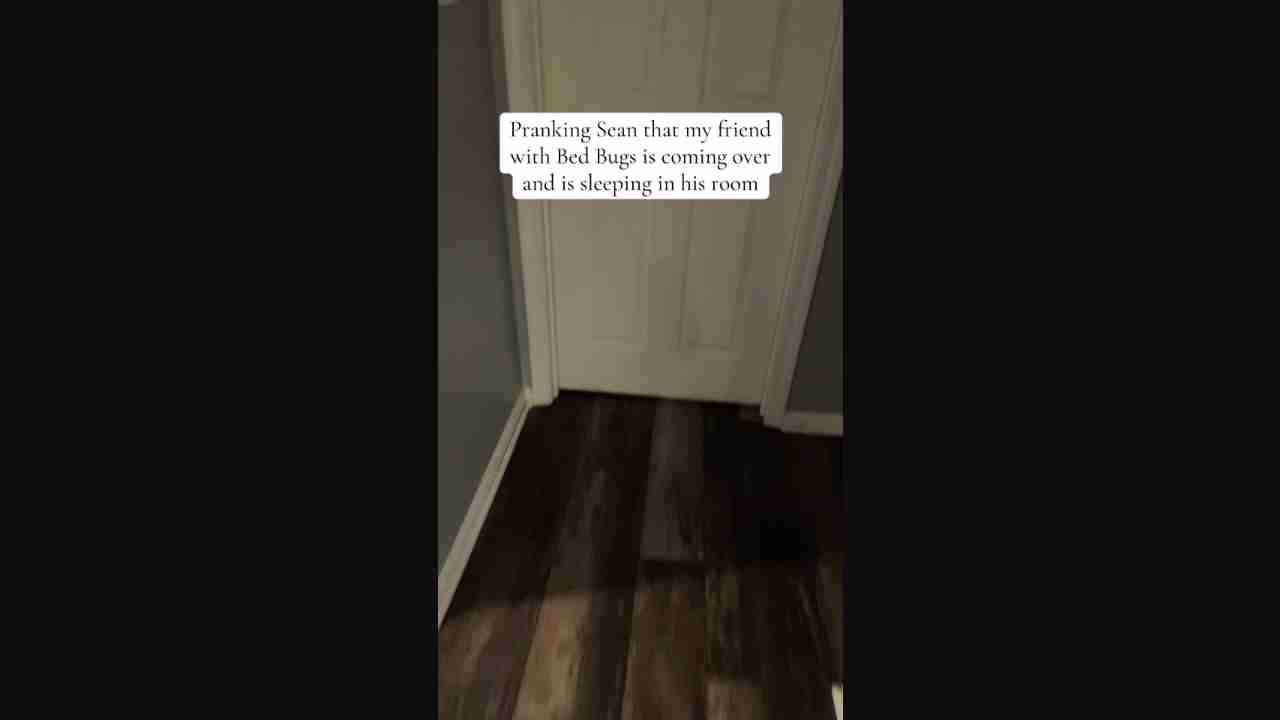 Pranking Sean that my friend
with Bed Bugs is coming over
and is sleeping in his room